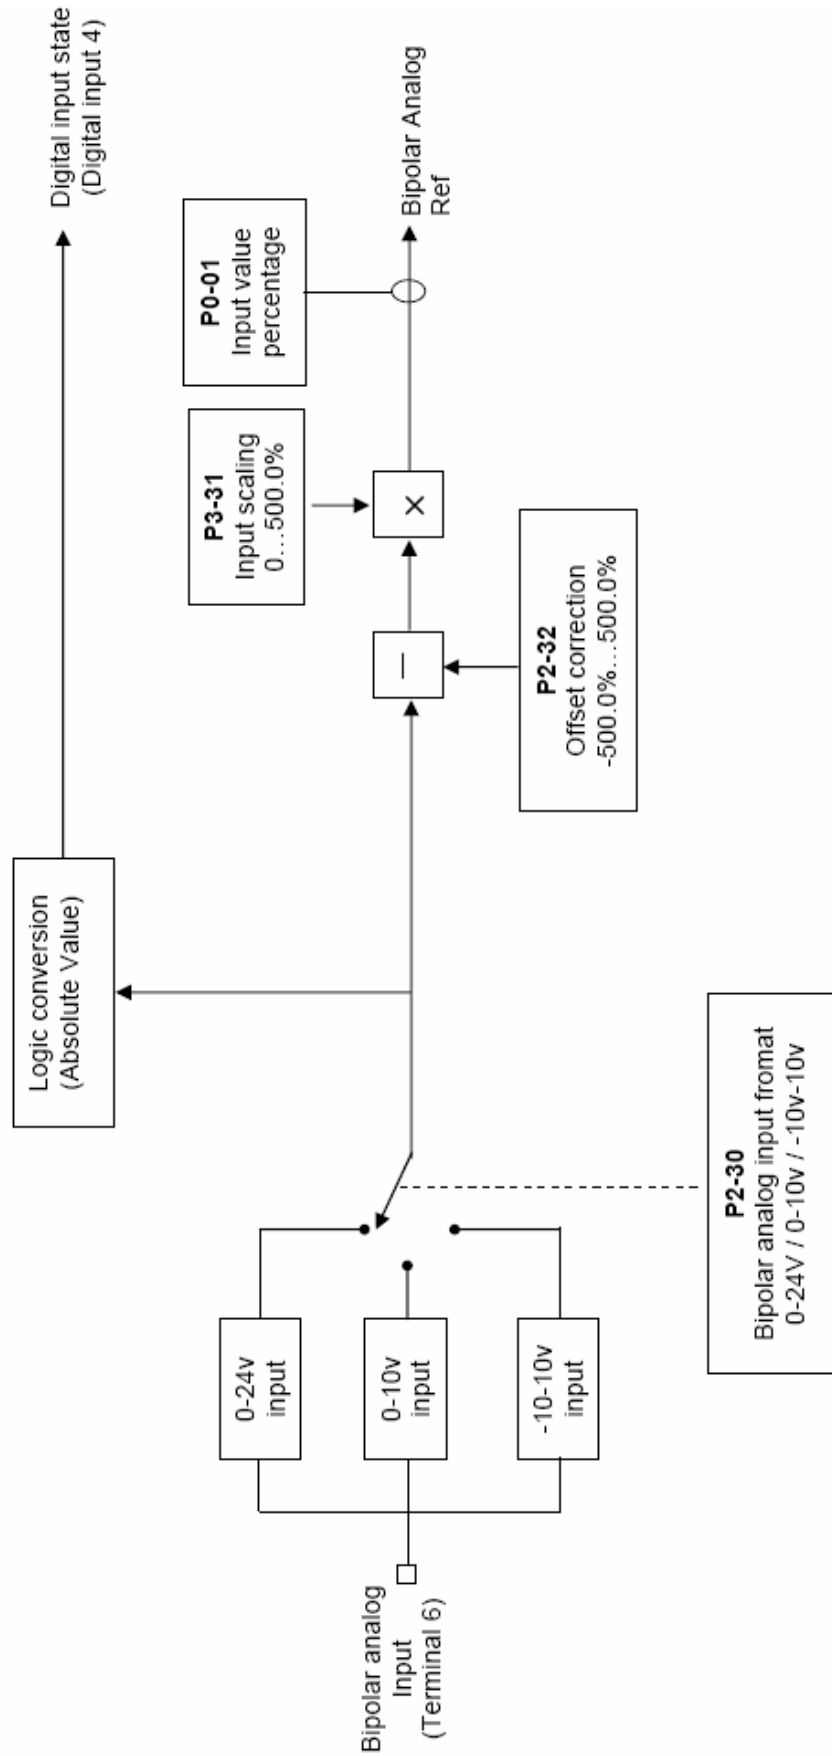 Bipolar analog
Input
(Terminal 6)
0-24v
input
0-10v
input
-10-10v
input
P2-30
Bipolar analog input fromat
0-24V / 0-10v / -10v-10v
Logic conversion
(Absolute Value)
Digital input state
(Digital input 4)
—
P2-32
Offset correction
-500.0%...500.0%
×
P3-31
Input scaling
0...500.0%
P0-01
Input value
percentage
Bipolar Analog
Ref